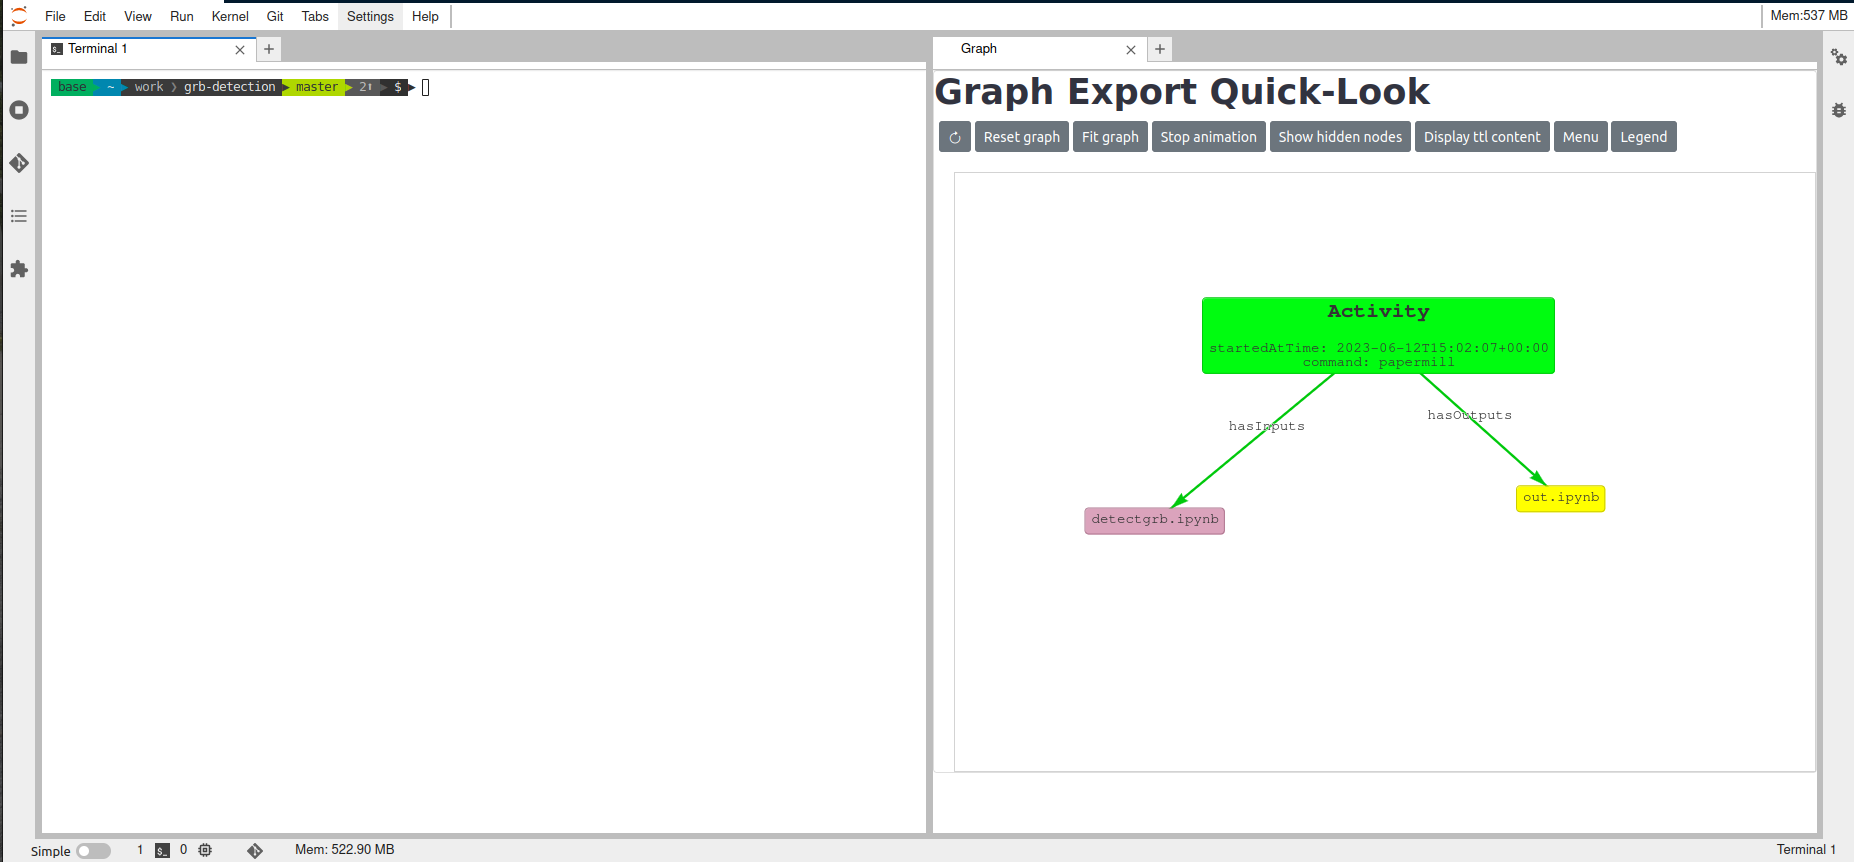 File Edit View Run Kernel Git Tabs Settings Help
Mem:537 MB
Terminal 1
base ~ work grb-detection master 2↑ $
Graph
Graph Export Quick-Look
Reset graph Fit graph Stop animation Show hidden nodes Display ttl content Menu Legend
Activity
startedAtTime: 2023-06-12T15:02:07+00:00
command: papermill
hasInputs
hasOutputs
detectgrb.ipynb
out.ipynb
Simple 1 $_ 0 Mem: 522.90 MB Terminal 1